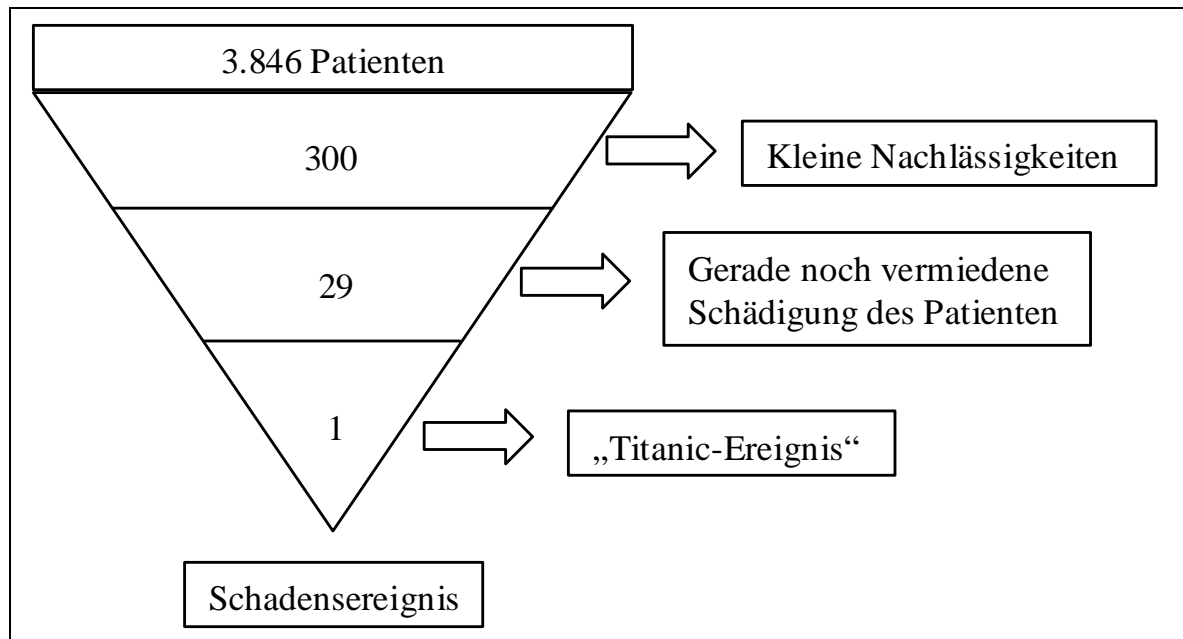 3.846 Patienten
300
Kleine Nachlässigkeiten
29
Gerade noch vermiedene
Schädigung des Patienten
1
„Titanic-Ereignis“
Schadensereignis